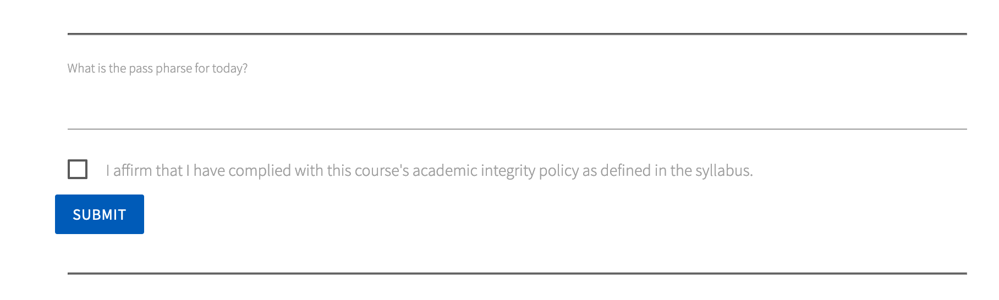 What is the pass pharse for today?
I affirm that I have complied with this course's academic integrity policy as defined in the syllabus.
SUBMIT